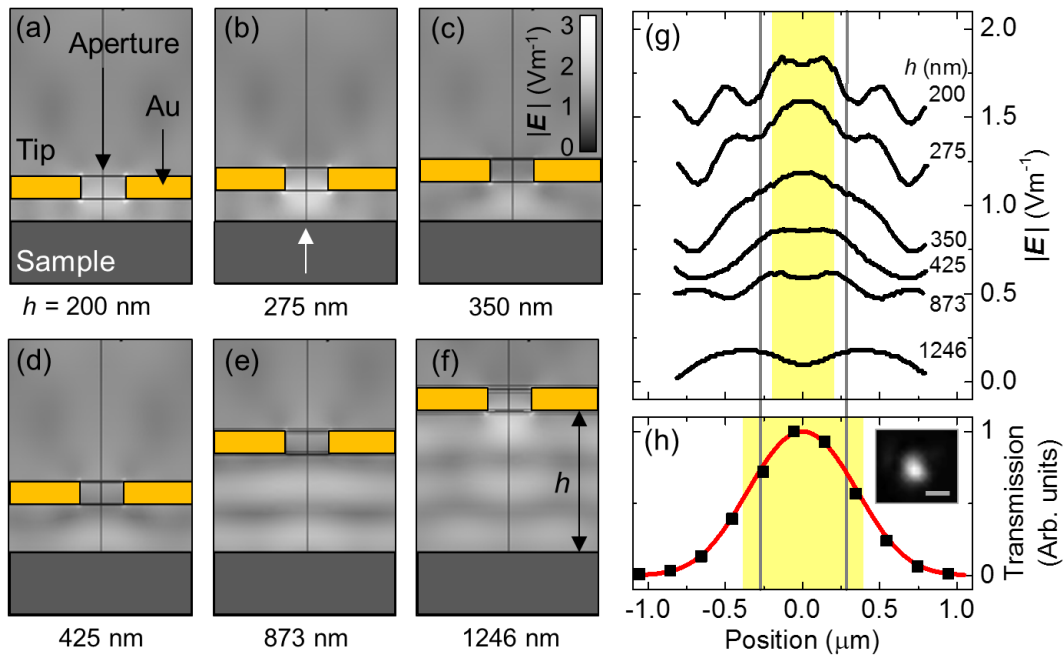 (a)
Aperture
Au
Tip
Sample
h = 200 nm
(b)
275 nm
(c)
3
2
1
0
|E| (Vm-1)
350 nm
(d)
425 nm
(e)
873 nm
(f)
h
1246 nm
(g)
h (nm)
200
275
350
425
873
1246
2.0
1.5
1.0
0.5
0.0
|E| (Vm-1)
(h)
1
0
Transmission
(Arb. units)
-1.0 -0.5 0.0 0.5 1.0
Position (μm)